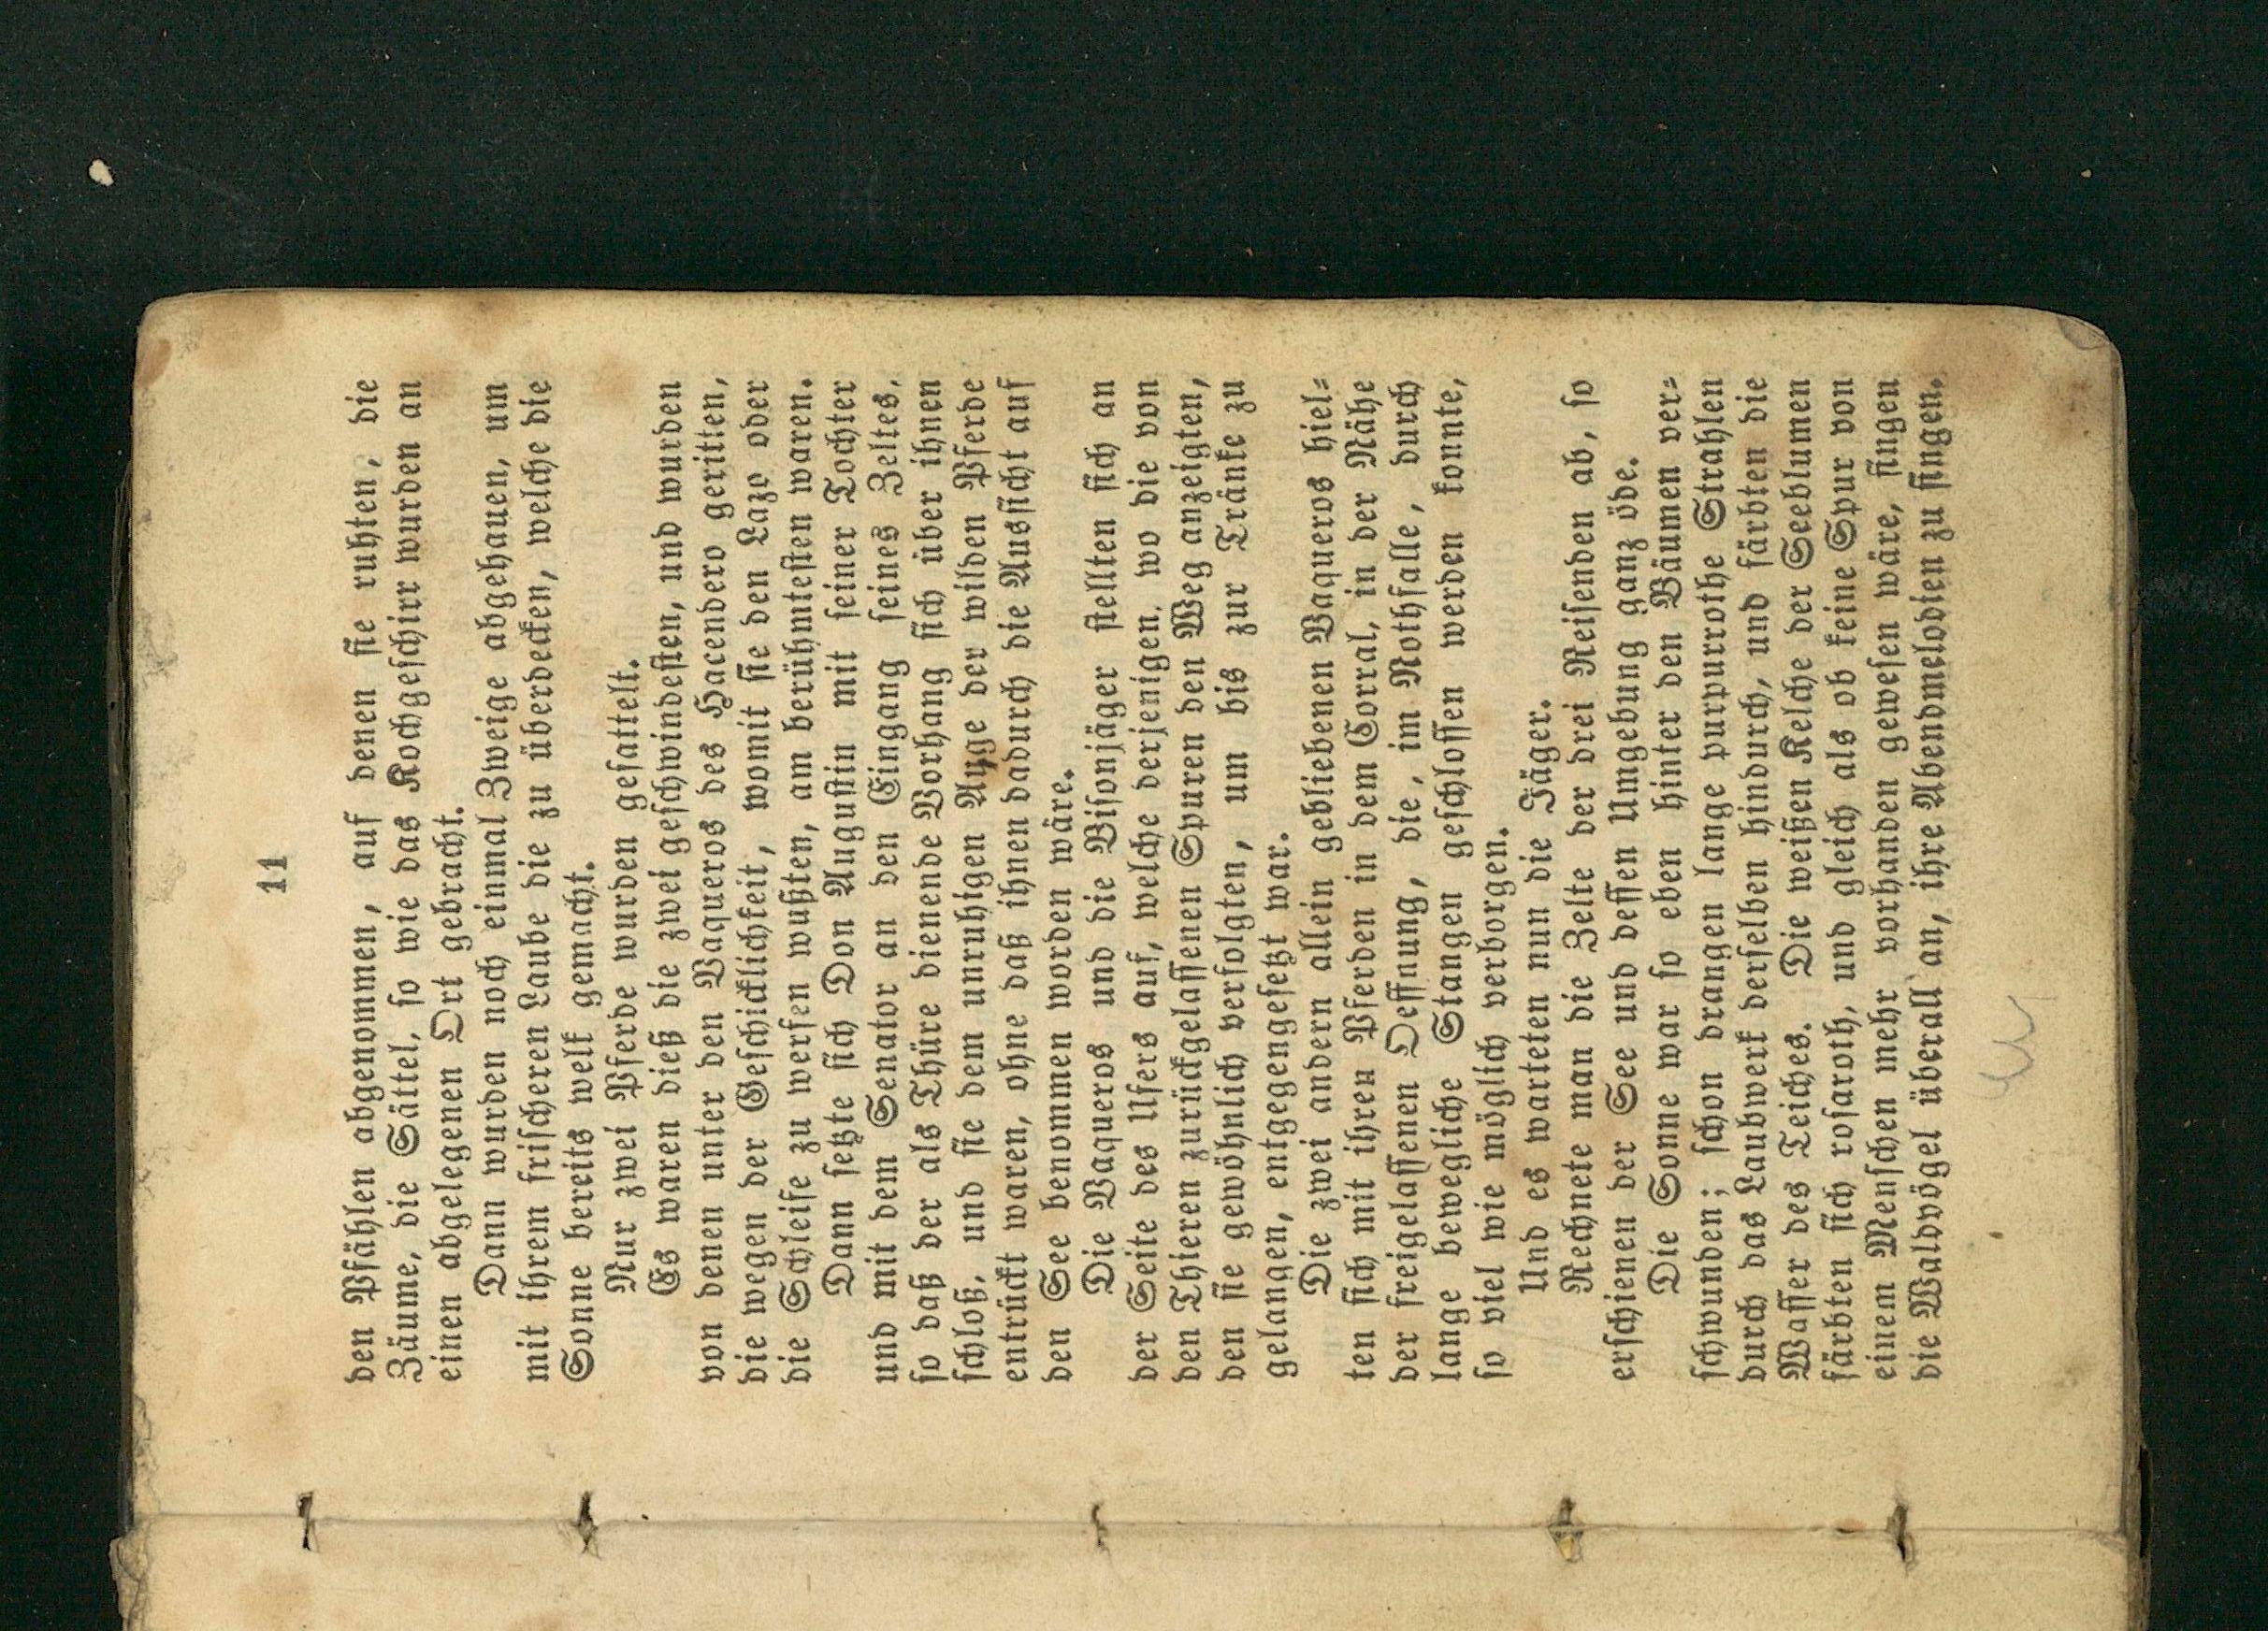 11
den Pfählen abgenommen, auf denen sie ruhten, die
Zäume, die Sättel, so wie das Kochgeschirr wurden an
einen abgelegenen Ort gebracht.
Dann wurden noch einmal Zweige abgehauen, um
mit ihrem frischeren Laube die zu überdecken, welche die
Sonne bereits welk gemacht.
Nur zwei Pferde wurden gesattelt.
Es waren dieß die zwei geschwindesten, und wurden
von denen unter den Vaqueros des Hacendero geritten,
die wegen der Geschicklichkeit, womit sie den Lazo oder
die Schleife zu werfen wußten, am berühmtesten waren.
Dann setzte sich Don Augustin mit seiner Tochter
und mit dem Senator an den Eingang seines Zeltes,
so daß der als Thüre dienende Vorhang sich über ihnen
schloß, und sie dem unruhigen Auge der wilden Pferde
entrückt waren, ohne daß ihnen dadurch die Aussicht auf
den See benommen worden wäre.
Die Vaqueros und die Bisonjäger stellten sich an
der Seite des Ufers auf, welche derjenigen, wo die von
den Thieren zurückgelassenen Spuren den Weg anzeigten,
den sie gewöhnlich verfolgten, um bis zur Tränke zu
gelangen, entgegengesetzt war.
Die zwei andern allein gebliebenen Vaqueros hiel=
ten sich mit ihren Pferden in dem Corral, in der Nähe
der freigelassenen Oeffnung, die, im Nothfalle, durch
lange bewegliche Stangen geschlossen werden konnte,
so viel wie möglich verborgen.
Und es warteten nun die Jäger.
Rechnete man die Zelte der drei Reisenden ab, so
erschienen der See und dessen Umgebung ganz öde.
Die Sonne war so eben hinter den Bäumen ver=
schwunden; schon drangen lange purpurrothe Strahlen
durch das Laubwerk derselben hindurch, und färbten die
Wasser des Teiches. Die weißen Kelche der Seeblumen
färbten sich rosaroth, und gleich als ob keine Spur von
einem Menschen mehr vorhanden gewesen wäre, fingen
die Waldvögel überall an, ihre Abendmelodien zu singen.